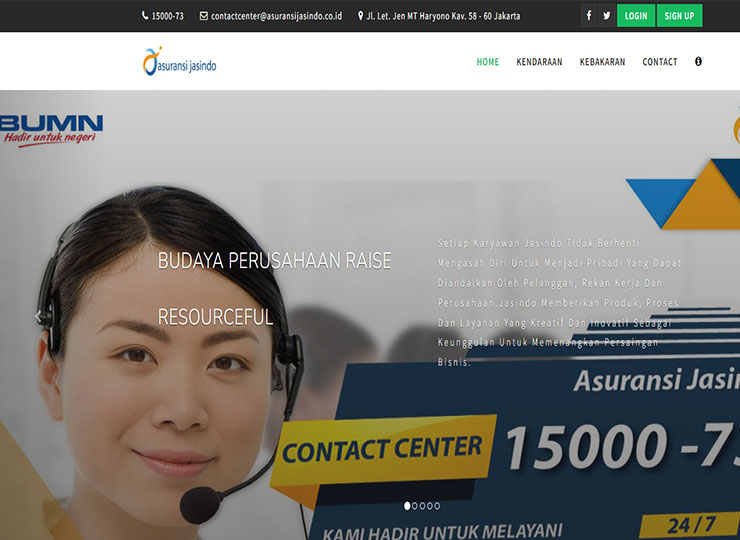 15000-73 contactcenter@asuransijasindo.co.id Jl. Let. Jen MT Haryono Kav. 58 - 60 Jakarta LOGIN SIGN UP
asuransi jasindo HOME KENDARAAN KEBAKARAN CONTACT
BUMN
Hadir untuk negeri
BUDAYA PERUSAHAAN RAISE
RESOURCEFUL
Setiap Karyawan Jasindo Tidak Berhenti
Mengasah Diri Untuk Menjadi Pribadi Yang Dapat
Diandalkan Oleh Pelanggan, Rekan Kerja Dan
Perusahaan.Jasindo Memberikan Produk, Proses
Dan Layanan Yang Kreatif Dan Inovatif Sebagai
Keunggulan Untuk Memenangkan Persaingan
Bisnis.
Asuransi Jasin
CONTACT CENTER 15000 -73
KAMI HADIR UNTUK MELAYANI 24 / 7